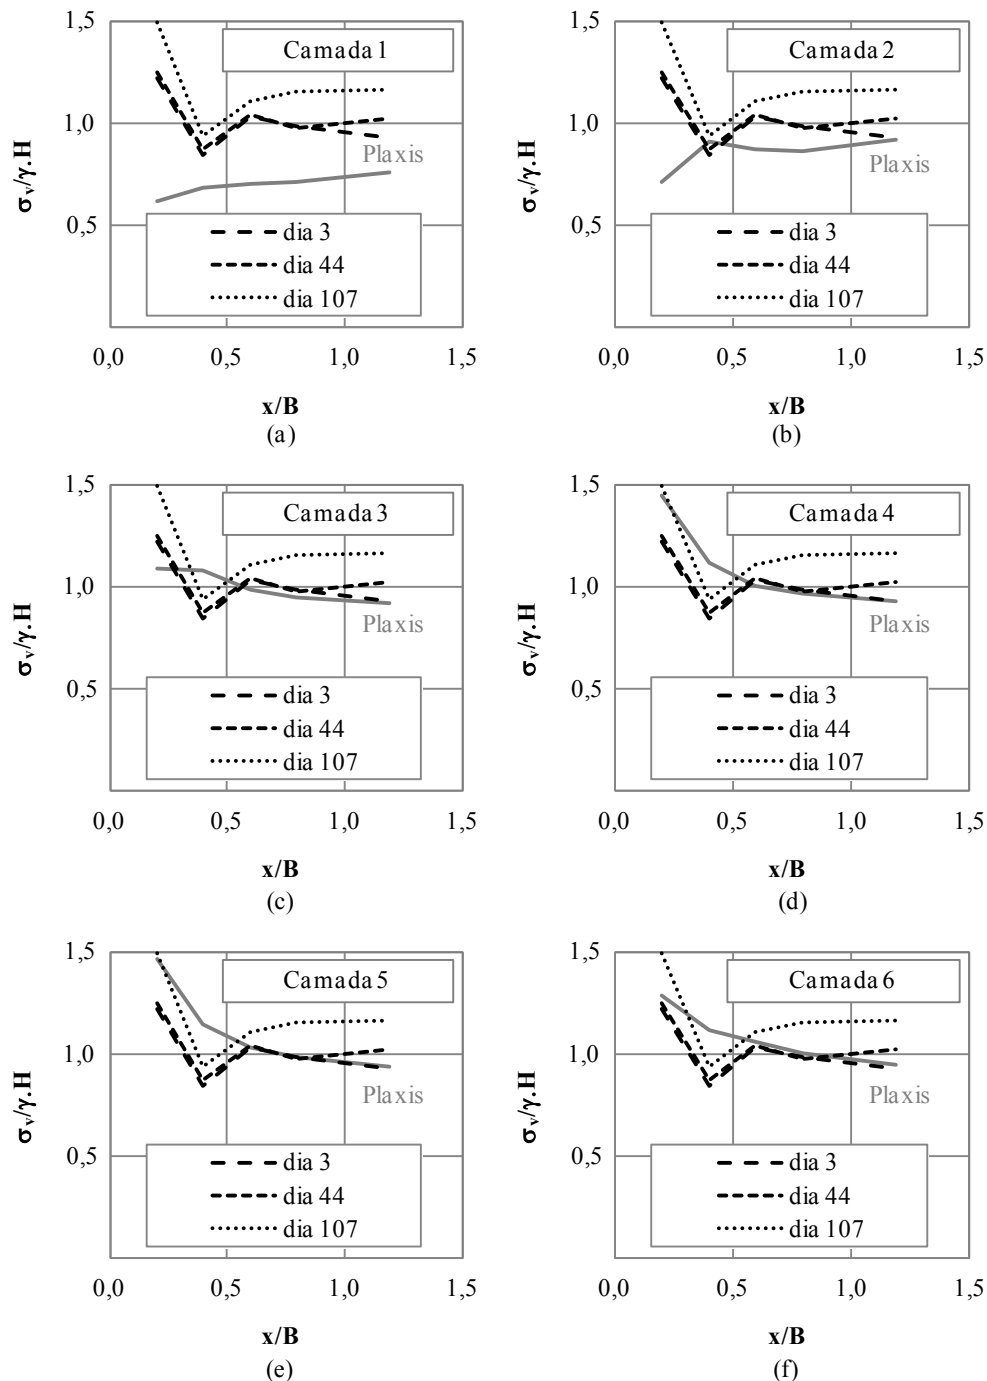 1,5
Camada 1
1,0
Plaxis
σv/γ.H
0,5
dia 3
dia 44
dia 107
0,0 0,5 1,0 1,5
x/B
(a)
1,5
Camada 2
1,0
Plaxis
σv/γ.H
0,5
dia 3
dia 44
dia 107
0,0 0,5 1,0 1,5
x/B
(b)
1,5
Camada 3
1,0
Plaxis
σv/γ.H
0,5
dia 3
dia 44
dia 107
0,0 0,5 1,0 1,5
x/B
(c)
1,5
Camada 4
1,0
Plaxis
σv/γ.H
0,5
dia 3
dia 44
dia 107
0,0 0,5 1,0 1,5
x/B
(d)
1,5
Camada 5
1,0
Plaxis
σv/γ.H
0,5
dia 3
dia 44
dia 107
0,0 0,5 1,0 1,5
x/B
(e)
1,5
Camada 6
1,0
Plaxis
σv/γ.H
0,5
dia 3
dia 44
dia 107
0,0 0,5 1,0 1,5
x/B
(f)